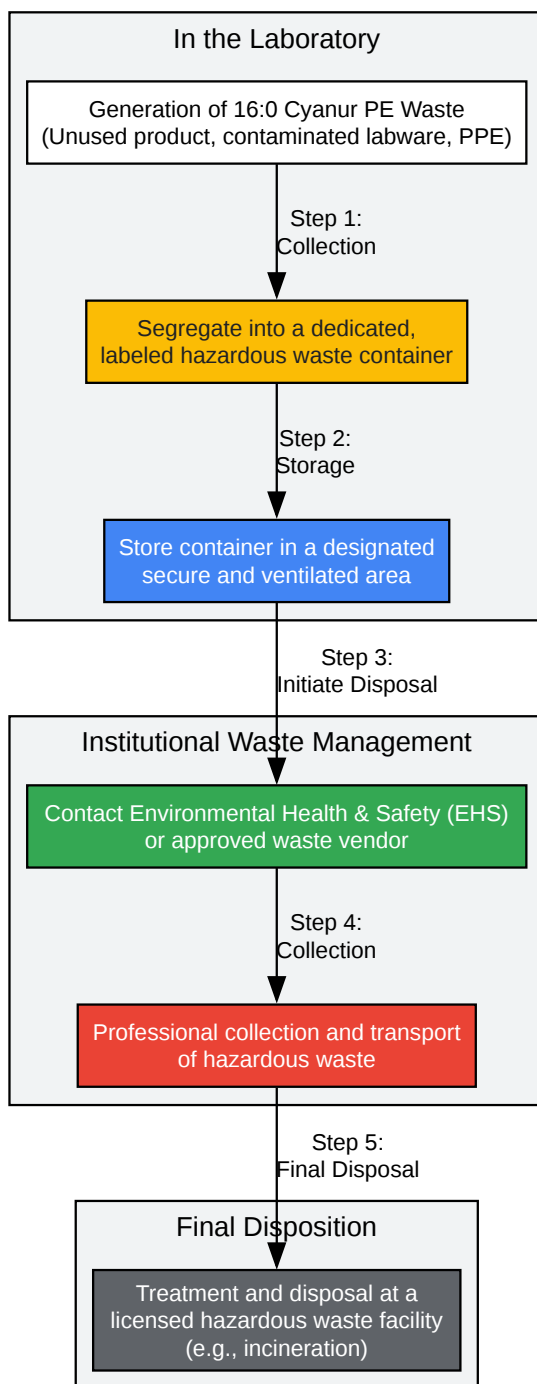 In the Laboratory
Generation of 16:0 Cyanur PE Waste
(Unused product, contaminated labware, PPE)
Step 1:
Collection
Segregate into a dedicated,
labeled hazardous waste container
Step 2:
Storage
Store container in a designated
secure and ventilated area
Step 3:
Initiate Disposal
Institutional Waste Management
Contact Environmental Health & Safety (EHS)
or approved waste vendor
Step 4:
Collection
Professional collection and transport
of hazardous waste
Step 5:
Final Disposal
Final Disposition
Treatment and disposal at a
licensed hazardous waste facility
(e.g., incineration)